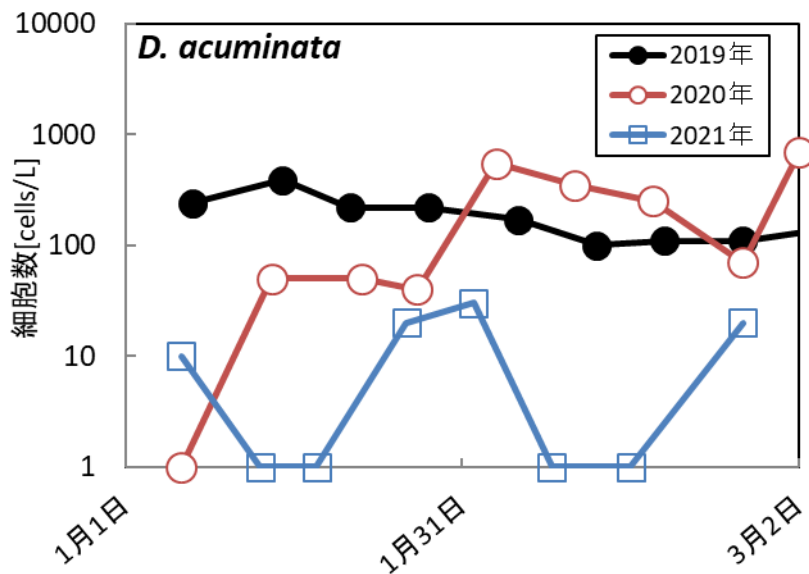 D. acuminata
2019年
2020年
2021年
細胞数[cells/L]
10000
1000
100
10
1
1月1日
1月31日
3月2日